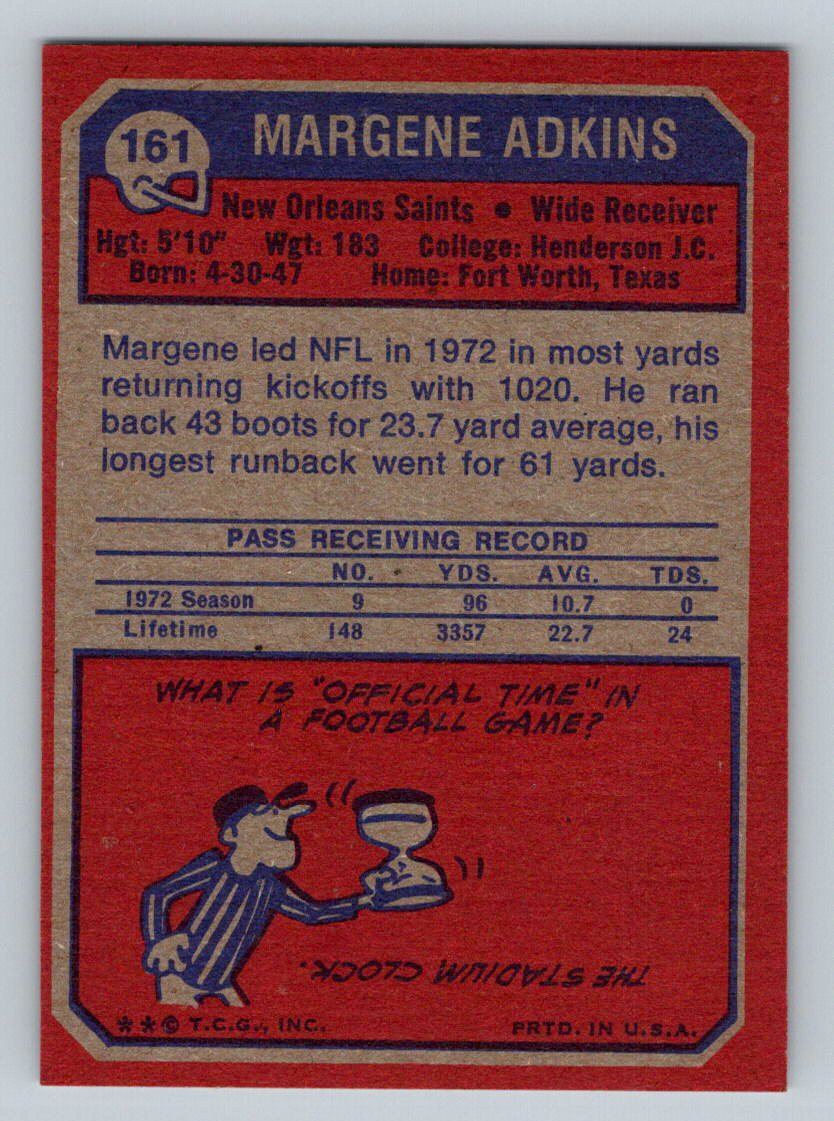 161
MARGENE ADKINS
New Orleans Saints • Wide Receiver
Hgt: 5'10" Wgt: 183 College: Henderson J.C.
Born: 4-30-47 Home: Fort Worth, Texas
Margene led NFL in 1972 in most yards
returning kickoffs with 1020. He ran
back 43 boots for 23.7 yard average, his
longest runback went for 61 yards.
PASS RECEIVING RECORD
NO. YDS. AVG. TDS.
1972 Season 9 96 10.7 0
Lifetime 148 3357 22.7 24
WHAT IS "OFFICIAL TIME" IN
A FOOTBALL GAME?
THE STADIUM CLOCK.
**© T.C.G., INC. PRTD. IN U.S.A.